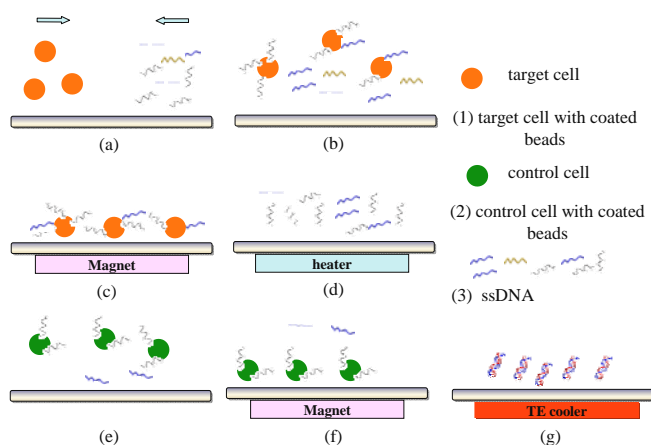 target cell
(1) target cell with coated
beads
(a)
(b)
control cell
(2) control cell with coated
beads
Magnet
heater
(c)
(d)
(3) ssDNA
Magnet
TE cooler
(e)
(f)
(g)